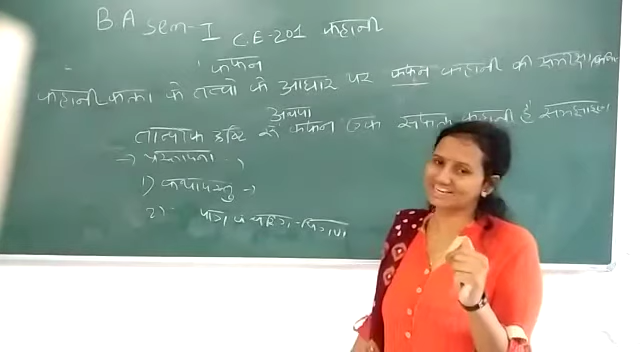 B.A Sem-I C.E-201 कहानी
'कफन
कहानीकला के तत्वो के आधार पर कफन कहानी की समीक्षा
अथवा
तात्वीक दृष्टि से कफन एक सफल कहानी है समझाइए
→ प्रस्तावना →
1) कथावस्तु →
2) पात्र व चरित्र-चित्रण